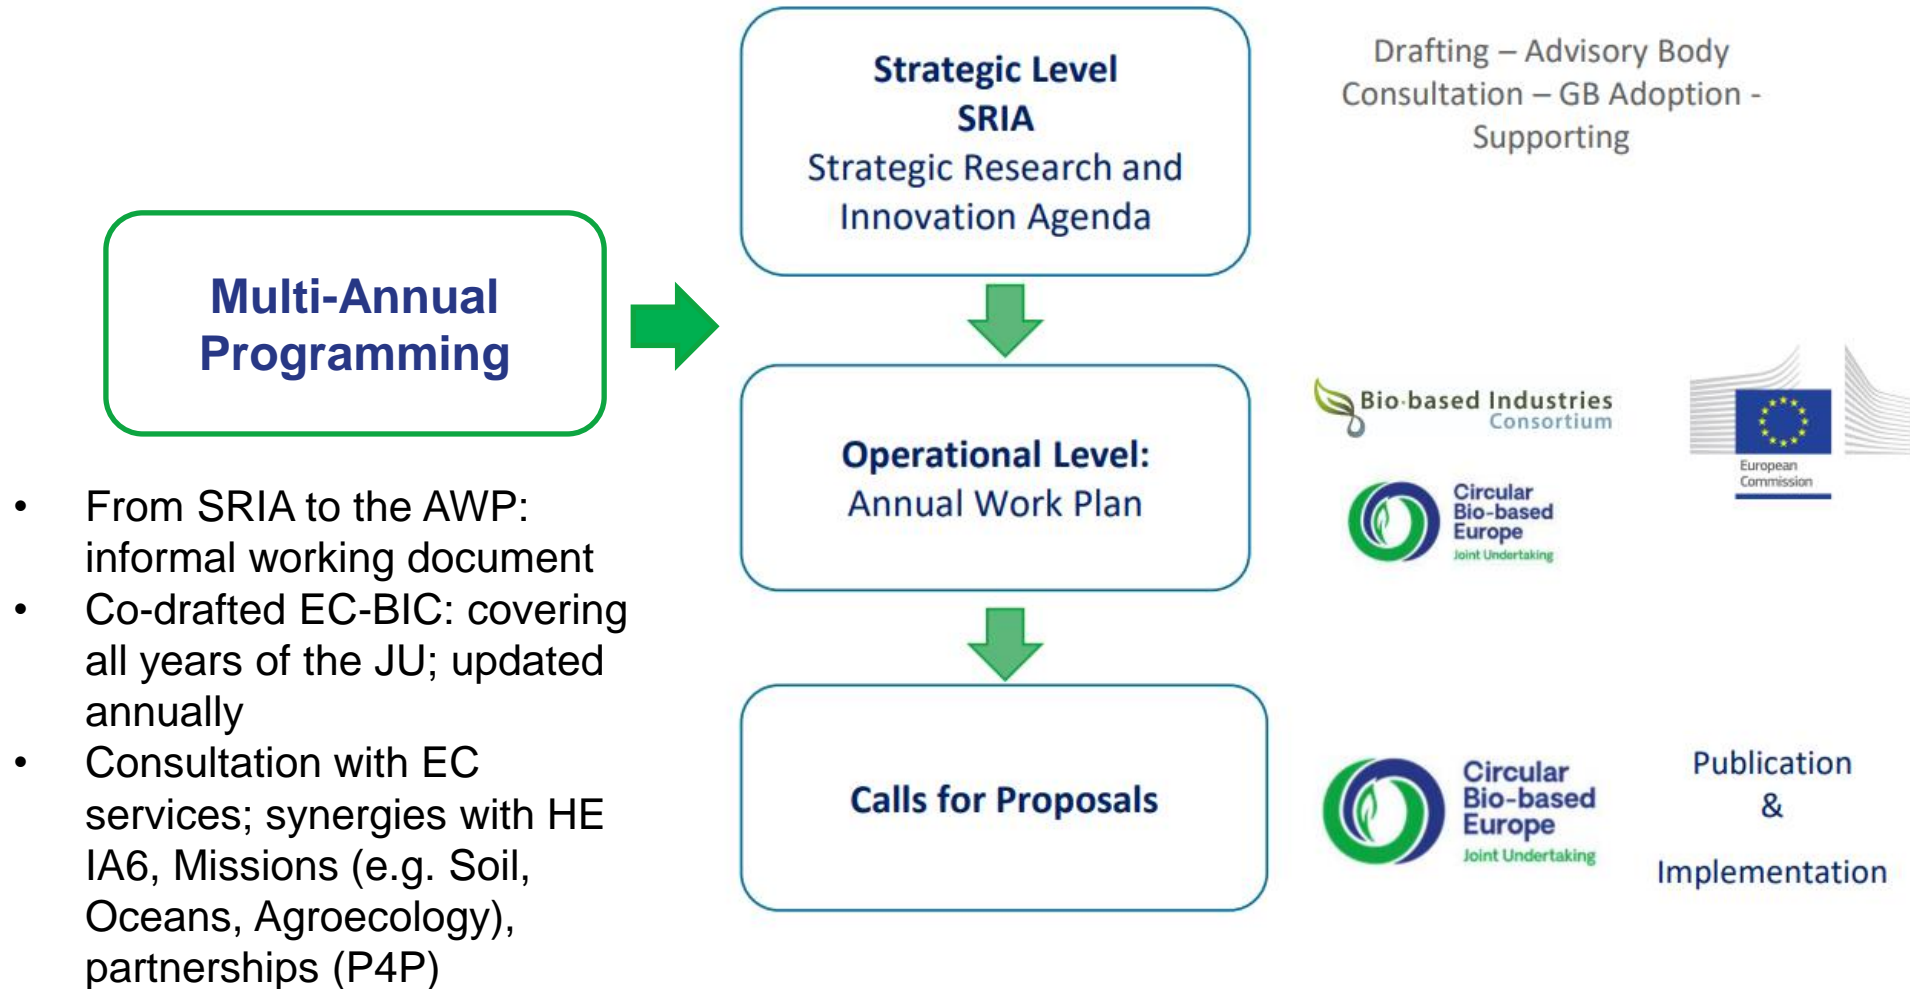 Multi-Annual
Programming
• From SRIA to the AWP:
informal working document
• Co-drafted EC-BIC: covering
all years of the JU; updated
annually
• Consultation with EC
services; synergies with HE
IA6, Missions (e.g. Soil,
Oceans, Agroecology),
partnerships (P4P)
Strategic Level
SRIA
Strategic Research and
Innovation Agenda
Drafting – Advisory Body
Consultation – GB Adoption -
Supporting
Operational Level:
Annual Work Plan
Bio-based Industries
Consortium
European
Commission
Circular
Bio-based
Europe
Joint Undertaking
Calls for Proposals
Circular
Bio-based
Europe
Joint Undertaking
Publication
&
Implementation